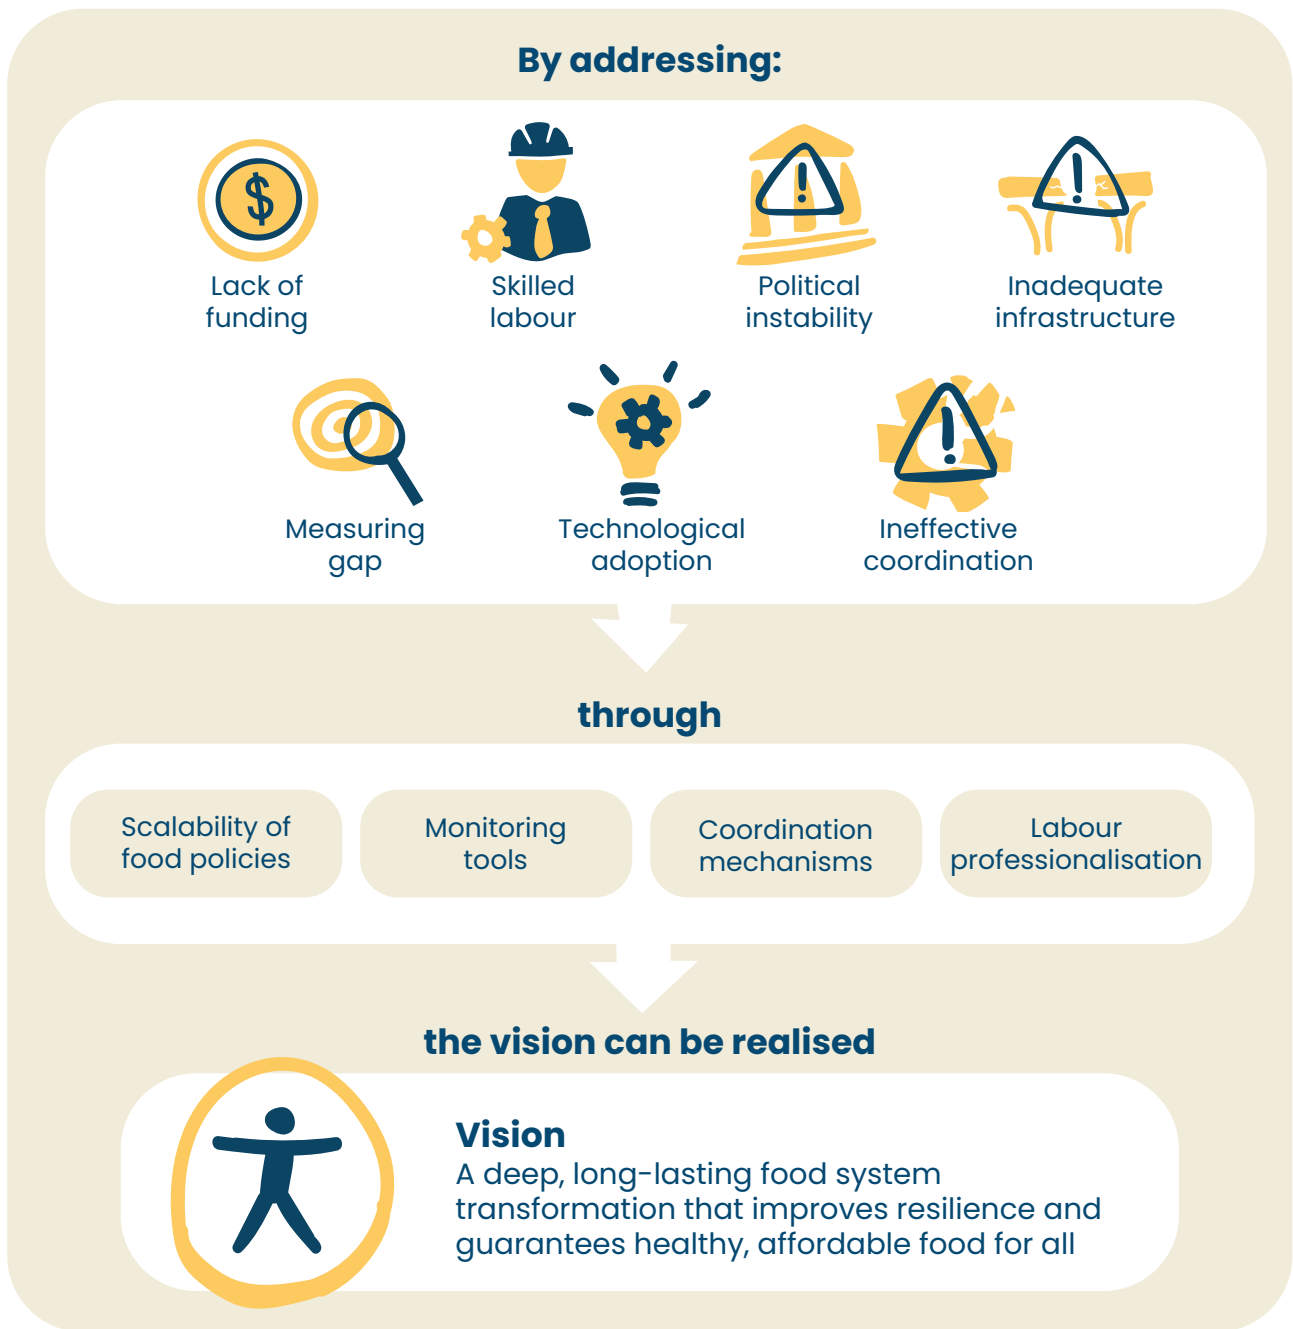 By addressing:
$
Lack of
funding
Skilled
labour
Political
instability
Inadequate
infrastructure
Measuring
gap
Technological
adoption
Ineffective
coordination
through
Scalability of
food policies
Monitoring
tools
Coordination
mechanisms
Labour
professionalisation
the vision can be realised
Vision
A deep, long-lasting food system
transformation that improves resilience and
guarantees healthy, affordable food for all